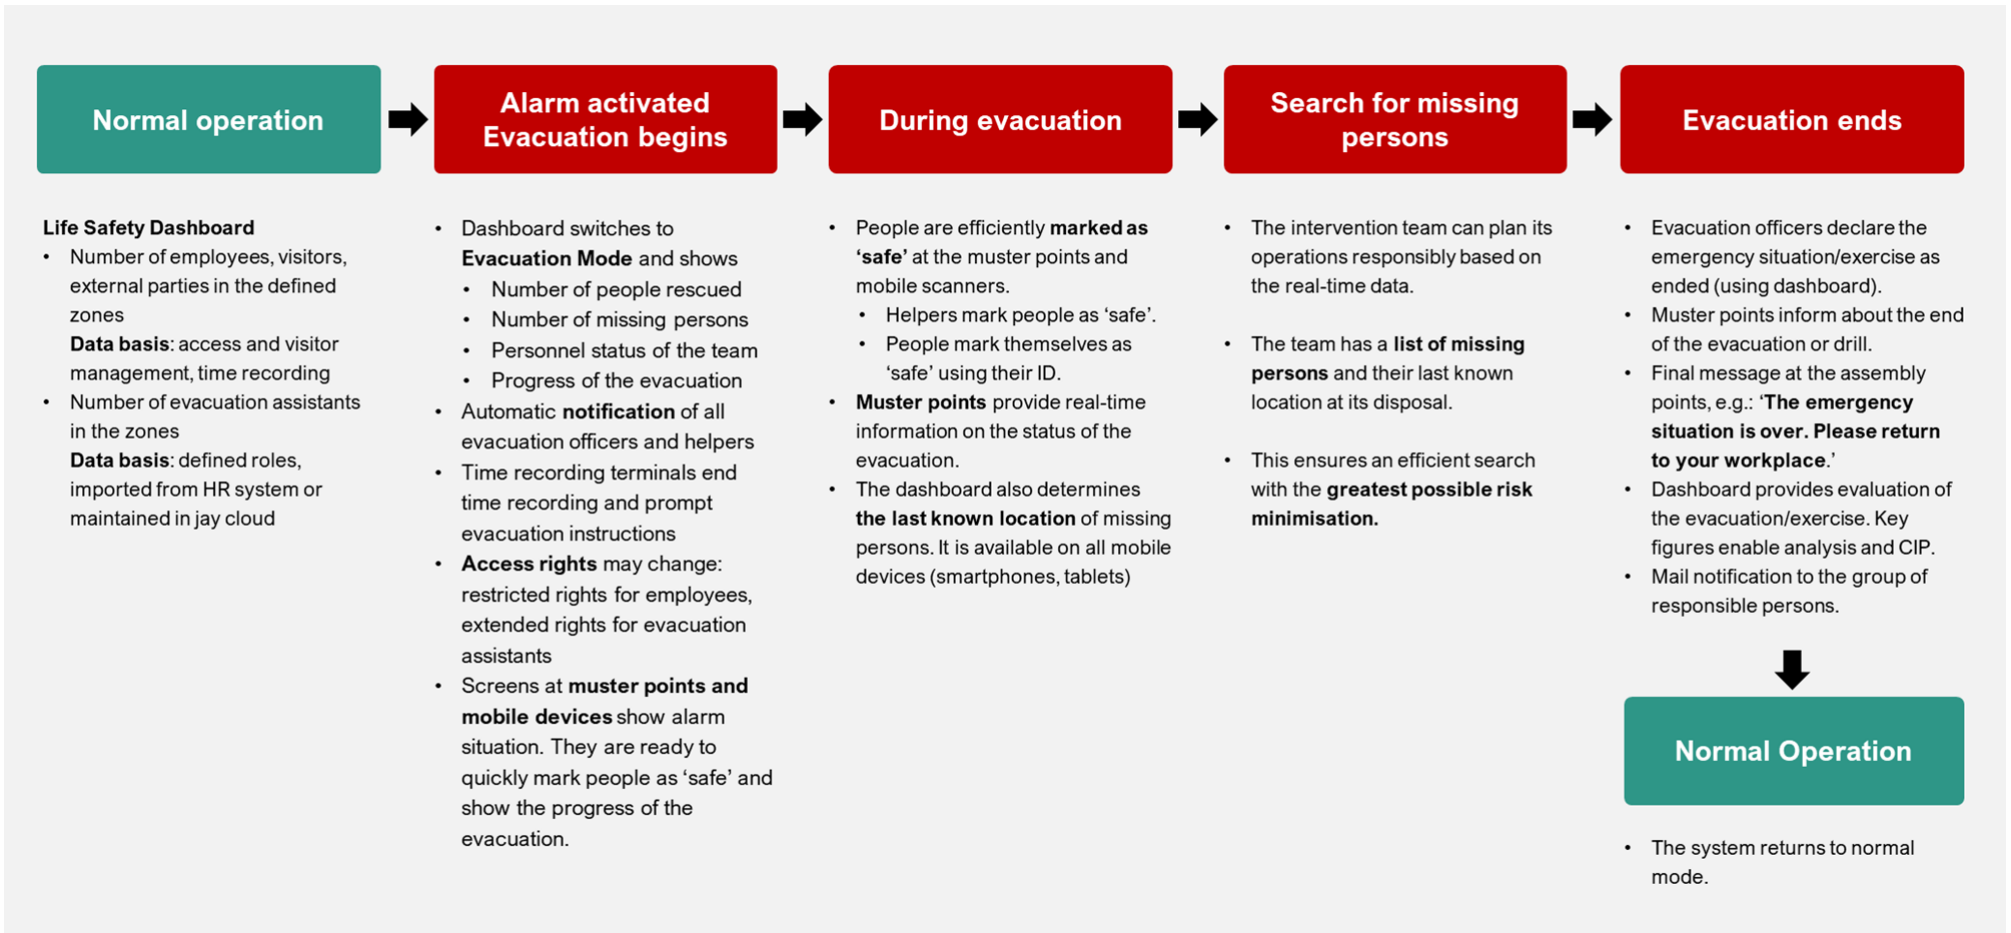 Normal operation
Life Safety Dashboard
• Number of employees, visitors,
external parties in the defined
zones
Data basis: access and visitor
management, time recording
• Number of evacuation assistants
in the zones
Data basis: defined roles,
imported from HR system or
maintained in jay cloud
Alarm activated
Evacuation begins
• Dashboard switches to
Evacuation Mode and shows
• Number of people rescued
• Number of missing persons
• Personnel status of the team
• Progress of the evacuation
• Automatic notification of all
evacuation officers and helpers
• Time recording terminals end
time recording and prompt
evacuation instructions
• Access rights may change:
restricted rights for employees,
extended rights for evacuation
assistants
• Screens at muster points and
mobile devices show alarm
situation. They are ready to
quickly mark people as ‘safe’ and
show the progress of the
evacuation.
During evacuation
• People are efficiently marked as
‘safe’ at the muster points and
mobile scanners.
• Helpers mark people as ‘safe’.
• People mark themselves as
‘safe’ using their ID.
• Muster points provide real-time
information on the status of the
evacuation.
• The dashboard also determines
the last known location of missing
persons. It is available on all mobile
devices (smartphones, tablets)
Search for missing
persons
• The intervention team can plan its
operations responsibly based on
the real-time data.
• The team has a list of missing
persons and their last known
location at its disposal.
• This ensures an efficient search
with the greatest possible risk
minimisation.
Evacuation ends
• Evacuation officers declare the
emergency situation/exercise as
ended (using dashboard).
• Muster points inform about the end
of the evacuation or drill.
• Final message at the assembly
points, e.g.: ‘The emergency
situation is over. Please return
to your workplace.’
• Dashboard provides evaluation of
the evacuation/exercise. Key
figures enable analysis and CIP.
• Mail notification to the group of
responsible persons.
Normal Operation
• The system returns to normal
mode.